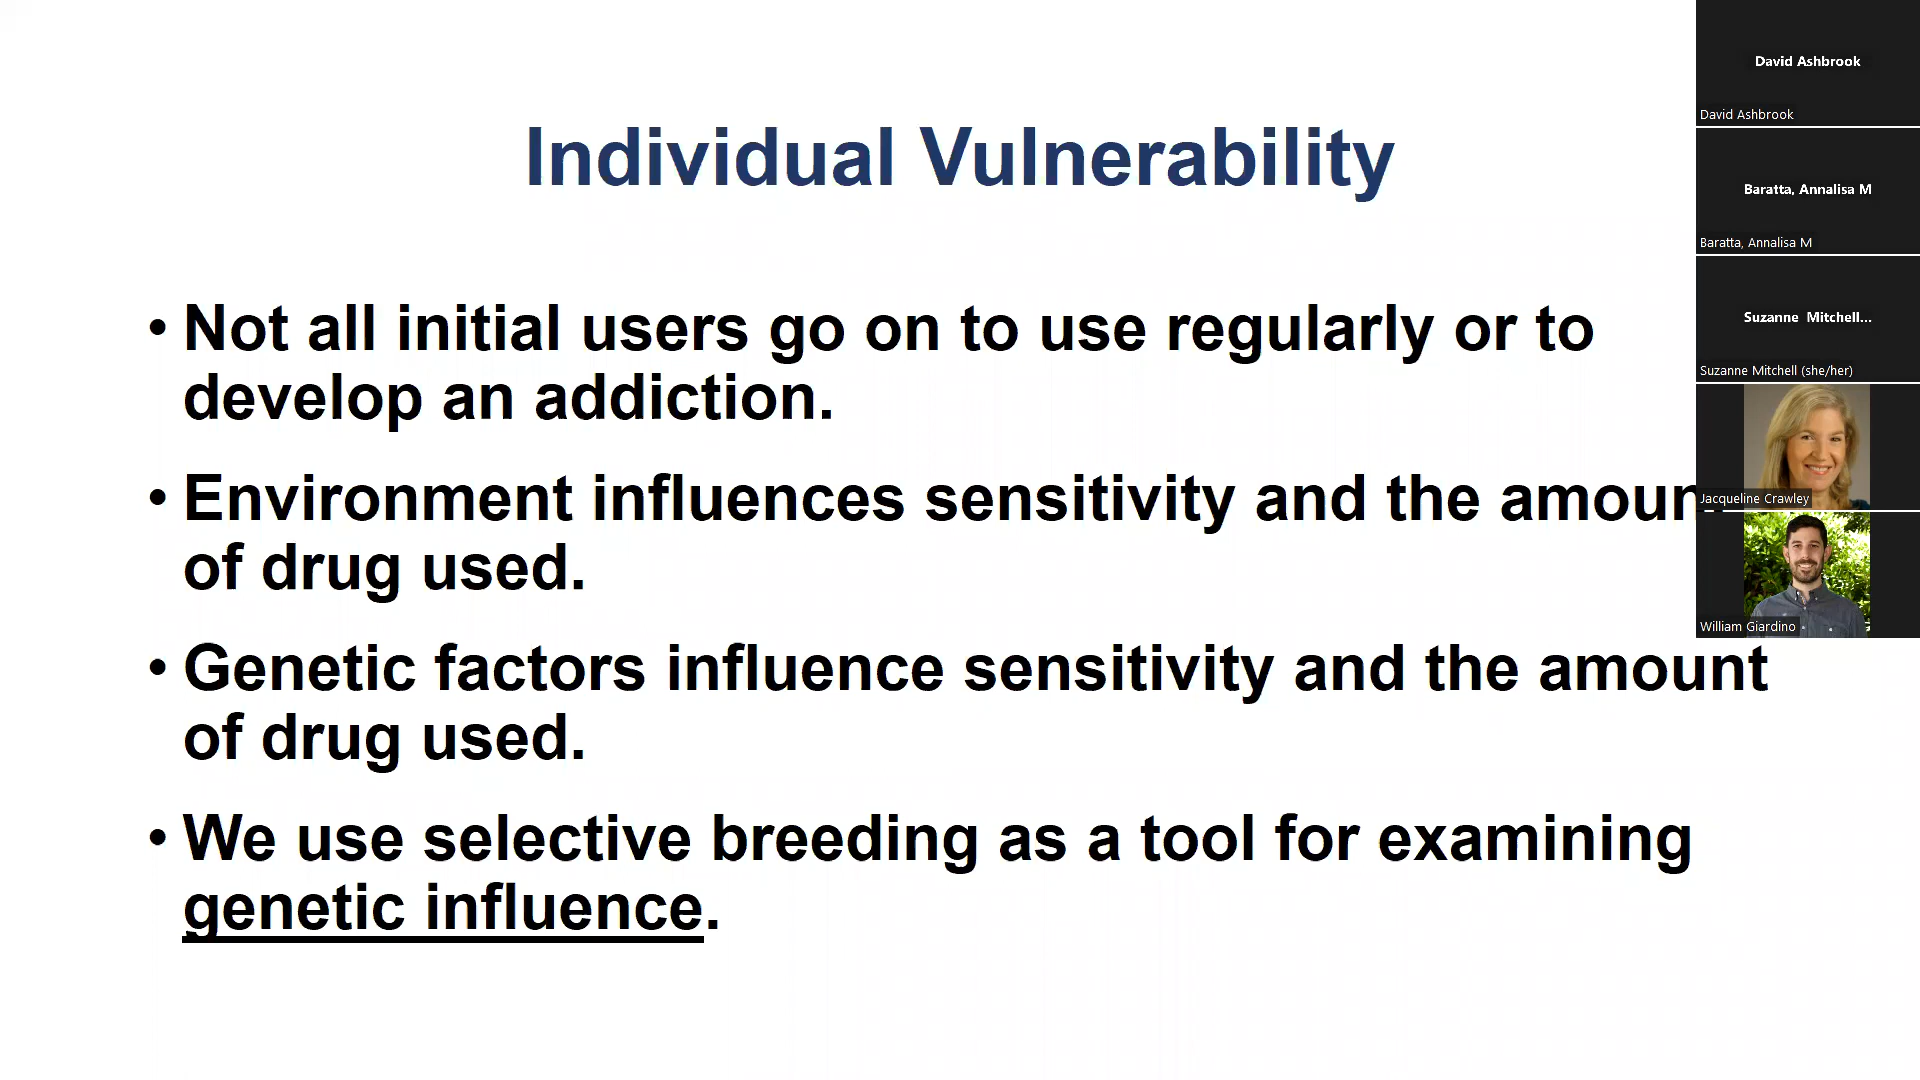 Individual Vulnerability
• Not all initial users go on to use regularly or to
develop an addiction.
• Environment influences sensitivity and the amoun
of drug used.
• Genetic factors influence sensitivity and the amount
of drug used.
• We use selective breeding as a tool for examining
genetic influence.
David Ashbrook
David Ashbrook
Baratta, Annalisa M
Baratta, Annalisa M
Suzanne Mitchell...
Suzanne Mitchell (she/her)
Jacqueline Crawley
William Giardino